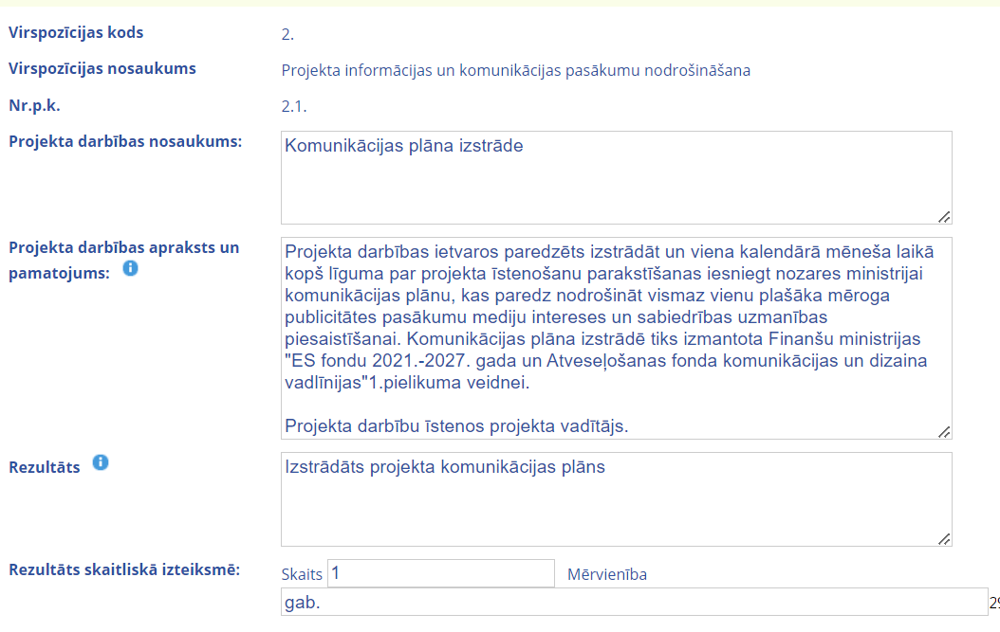 Virspozīcijas kods 2.
Virspozīcijas nosaukums Projekta informācijas un komunikācijas pasākumu nodrošināšana
Nr.p.k. 2.1.
Projekta darbības nosaukums: Komunikācijas plāna izstrāde
Projekta darbības apraksts un pamatojums:
Projekta darbības ietvaros paredzēts izstrādāt un viena kalendārā mēneša laikā
kopš līguma par projekta īstenošanu parakstīšanas iesniegt nozares ministrijai
komunikācijas plānu, kas paredz nodrošināt vismaz vienu plašāka mēroga
publicitātes pasākumu mediju intereses un sabiedrības uzmanības
piesaistīšanai. Komunikācijas plāna izstrādē tiks izmantota Finanšu ministrijas
"ES fondu 2021.-2027. gada un Atveseļošanas fonda komunikācijas un dizaina
vadlīnijas"1.pielikuma veidnei.
Projekta darbību īstenos projekta vadītājs.
Rezultāts Izstrādāts projekta komunikācijas plāns
Rezultāts skaitliskā izteiksmē: Skaits 1 Mērvienība
gab. 29